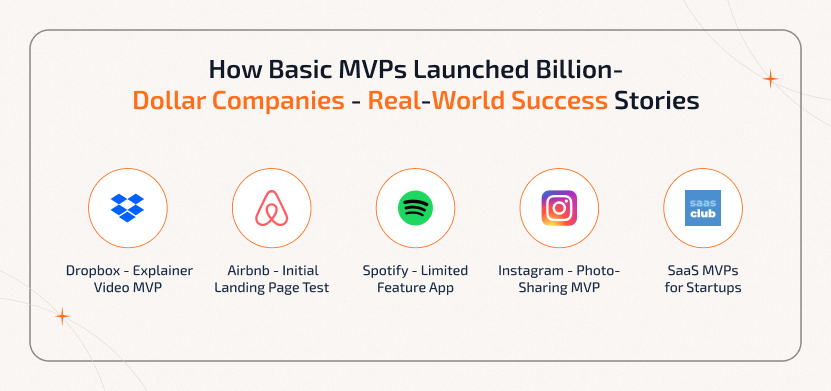 How Basic MVPs Launched Billion-
Dollar Companies - Real-World Success Stories
saas
club
Dropbox - Explainer
Video MVP
Airbnb - Initial
Landing Page Test
Spotify - Limited
Feature App
Instagram - Photo-
Sharing MVP
SaaS MVPs
for Startups